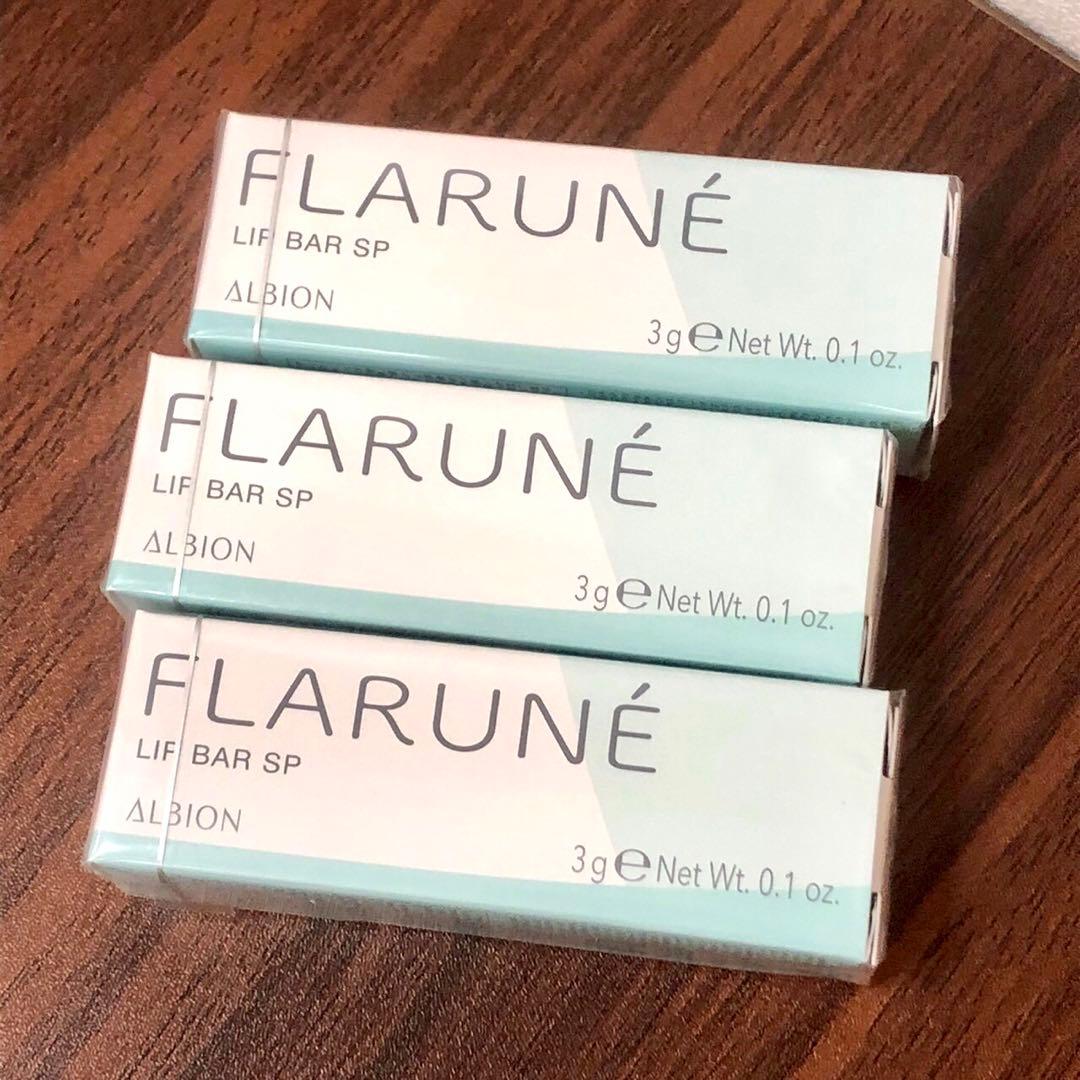 FLARUNÉ
LIP BAR SP
ALBION
3g ℮ Net Wt. 0.1 oz.
FLARUNÉ
LIP BAR SP
ALBION
3g ℮ Net Wt. 0.1 oz.
FLARUNÉ
LIP BAR SP
ALBION
3g ℮ Net Wt. 0.1 oz.